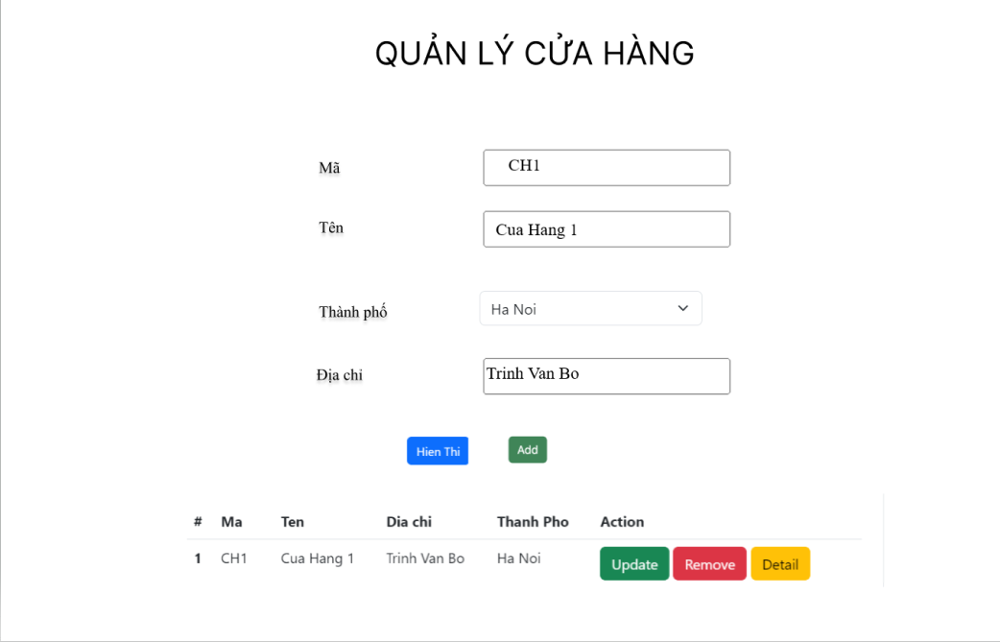 QUẢN LÝ CỬA HÀNG
Mã CH1
Tên Cua Hang 1
Thành phố Ha Noi
Địa chỉ Trinh Van Bo
Hien Thi Add
# Ma Ten Dia chi Thanh Pho Action
1 CH1 Cua Hang 1 Trinh Van Bo Ha Noi Update Remove Detail